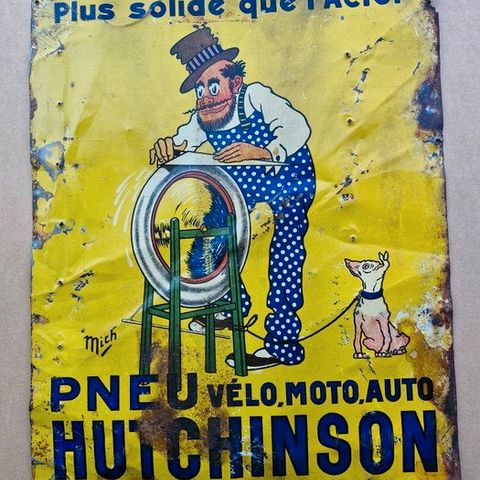 Plus solide que l'Acier
Mich
PNEU VÉLO, MOTO, AUTO
HUTCHINSON